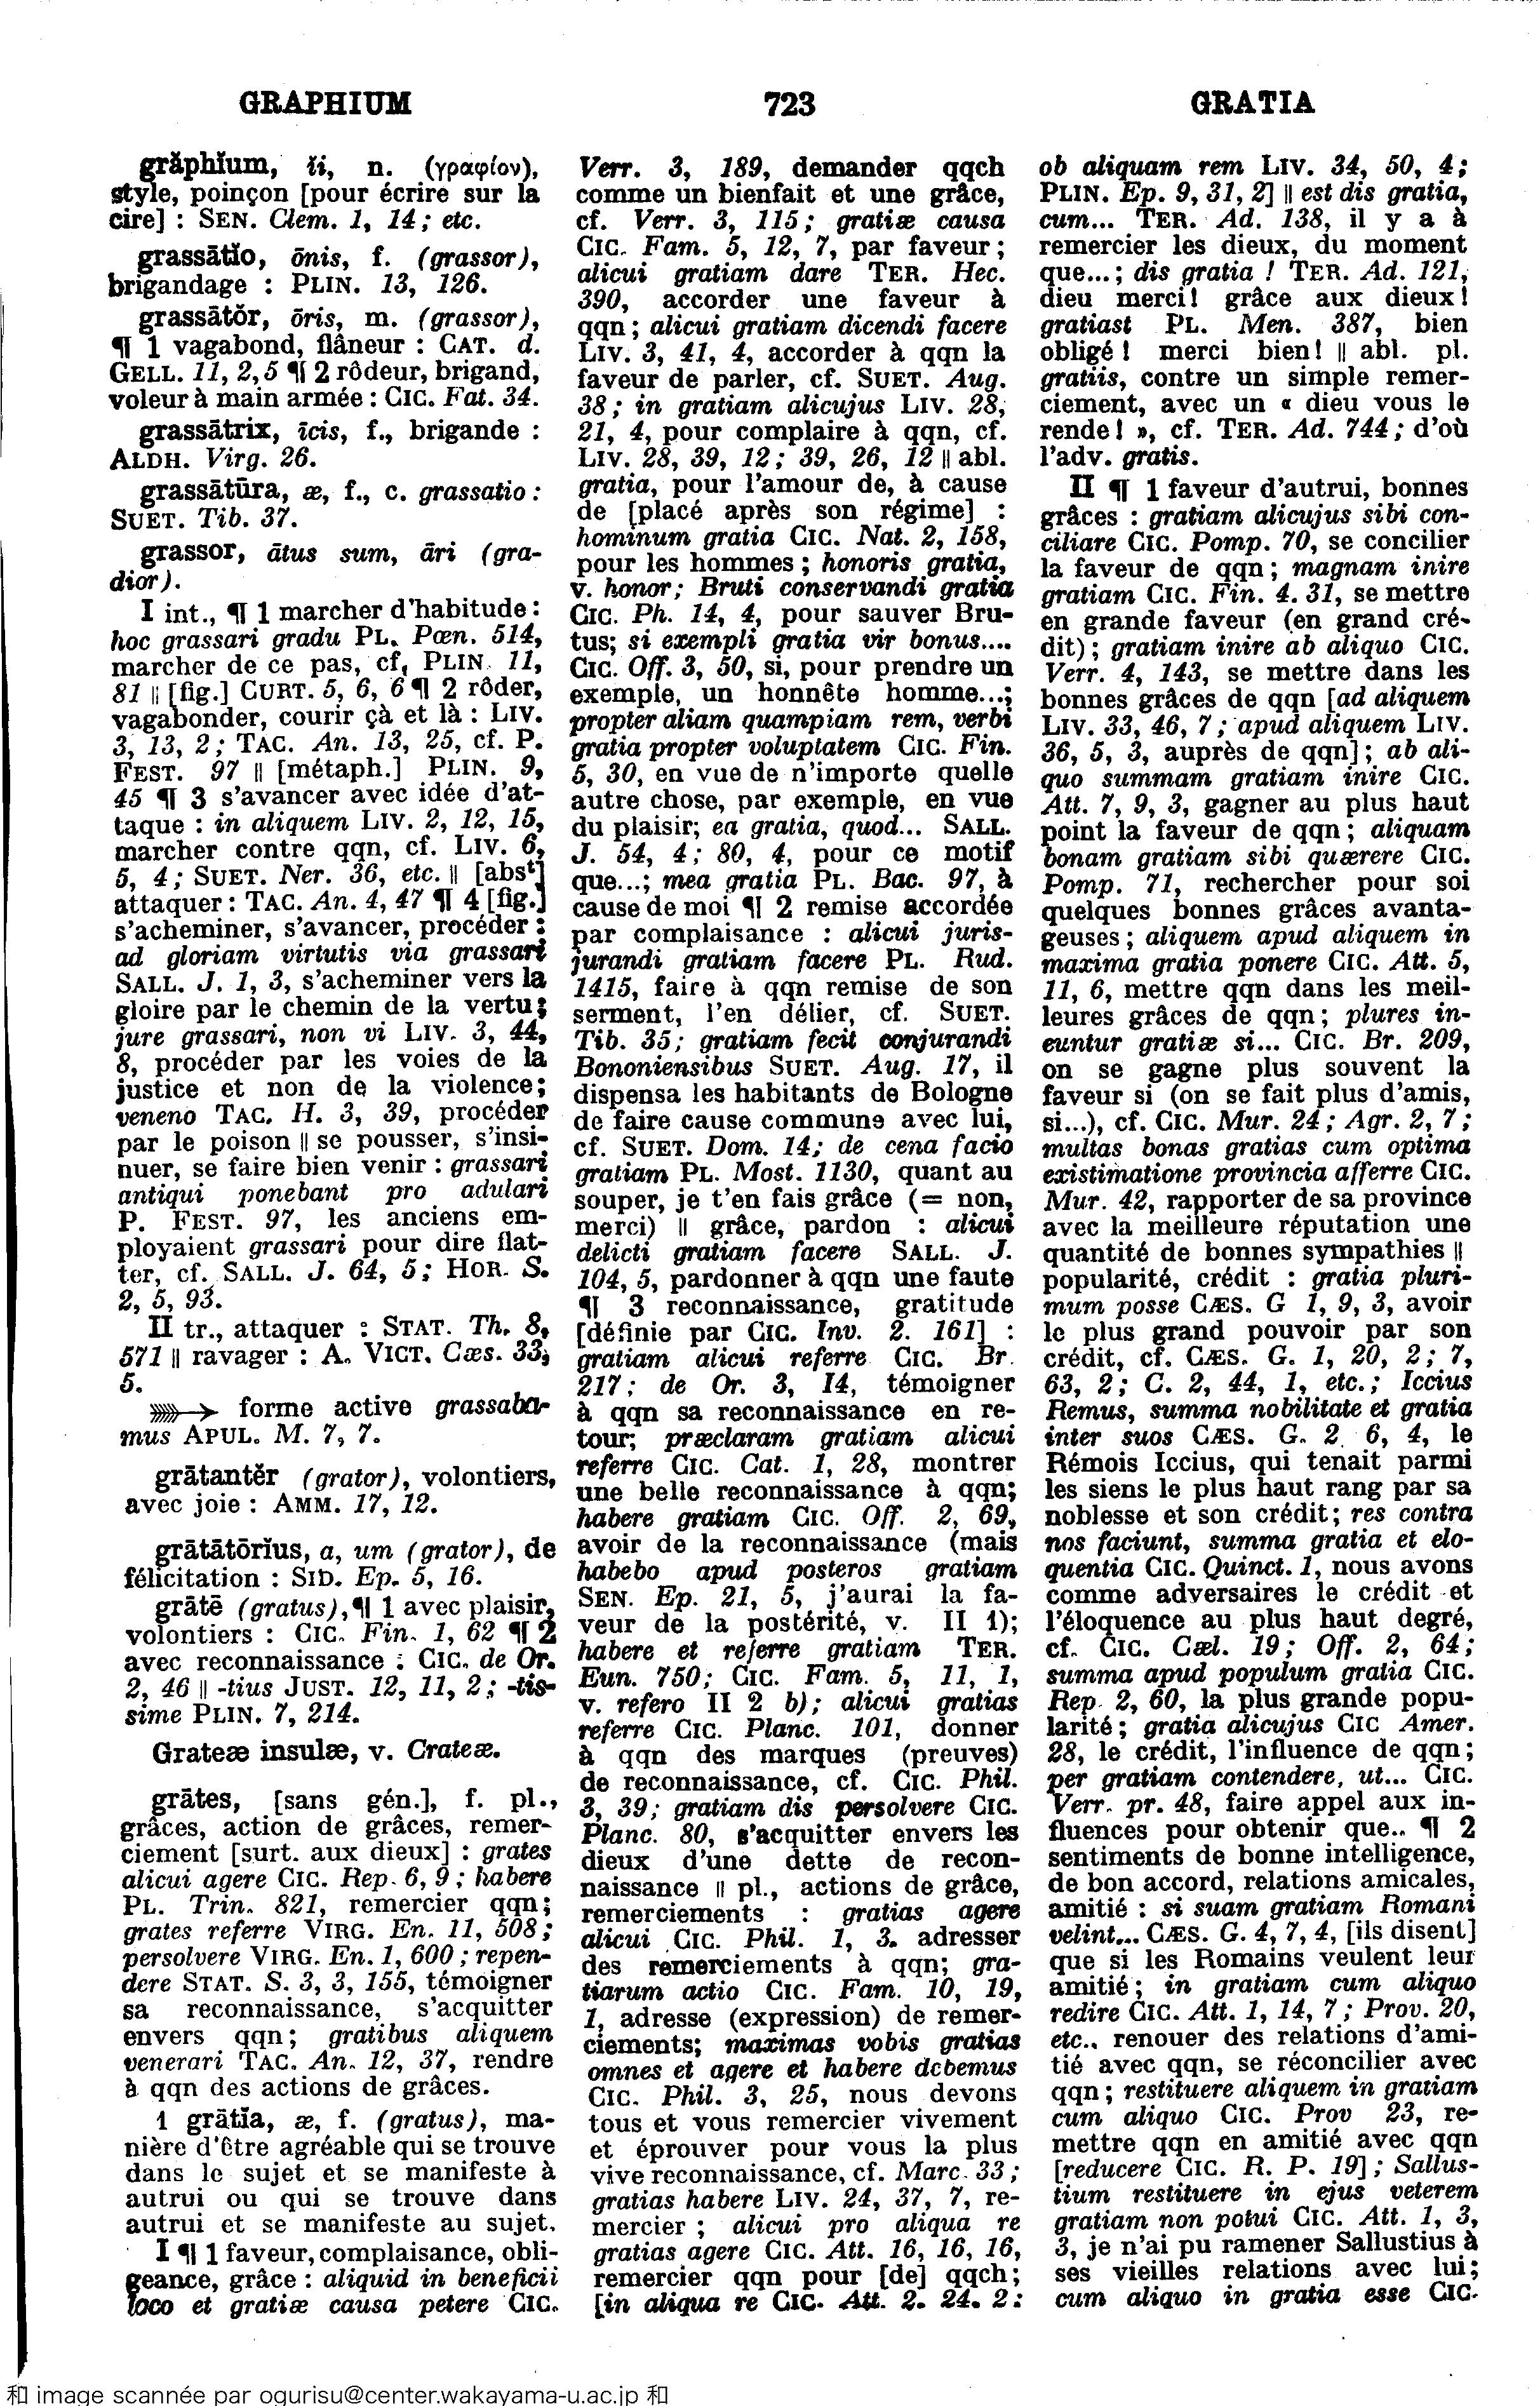 GRAPHIUM
723
GRATIA
grăphĭum, ĭi, n. (γραφίον),
style, poinçon [pour écrire sur la
cire] : SEN. Clem. 1, 14; etc.
grassātĭo, ōnis, f. (grassor),
brigandage : PLIN. 13, 126.
grassātŏr, ōris, m. (grassor),
¶ 1 vagabond, flâneur : CAT. d.
GELL. 11, 2, 5 ¶ 2 rôdeur, brigand,
voleur à main armée : CIC. Fat. 34.
grassātrix, īcis, f., brigande :
ALDH. Virg. 26.
grassātūra, æ, f., c. grassatio :
SUET. Tib. 37.
grassor, ātus sum, āri (gra-
dior).
I int., ¶ 1 marcher d'habitude :
hoc grassari gradu PL. Pœn. 514,
marcher de ce pas, cf. PLIN. 11,
81 || [fig.] CURT. 5, 6, 6 ¶ 2 rôder,
vagabonder, courir çà et là : LIV.
3, 13, 2; TAC. An. 13, 25, cf. P.
FEST. 97 || [métaph.] PLIN. 9,
45 ¶ 3 s'avancer avec idée d'at-
taque : in aliquem LIV. 2, 12, 15,
marcher contre qqn, cf. LIV. 6,
5, 4; SUET. Ner. 36, etc. || [abst]
attaquer : TAC. An. 4, 47 ¶ 4 [fig.]
s'acheminer, s'avancer, procéder :
ad gloriam virtutis via grassari
SALL. J. 1, 3, s'acheminer vers la
gloire par le chemin de la vertu;
jure grassari, non vi LIV. 3, 44,
8, procéder par les voies de la
justice et non de la violence;
veneno TAC. H. 3, 39, procéder
par le poison || se pousser, s'insi-
nuer, se faire bien venir : grassari
antiqui ponebant pro adulari
P. FEST. 97, les anciens em-
ployaient grassari pour dire flat-
ter, cf. SALL. J. 64, 5; HOR. S.
2, 5, 93.
II tr., attaquer : STAT. Th. 8,
571 || ravager : A. VICT. Cæs. 33,
5.
➳ forme active grassaba-
mus APUL. M. 7, 7.
grātantĕr (grator), volontiers,
avec joie : AMM. 17, 12.
grātātōrĭus, a, um (grator), de
félicitation : SID. Ep. 5, 16.
grātē (gratus), ¶ 1 avec plaisir,
volontiers : CIC. Fin. 1, 62 ¶ 2
avec reconnaissance : CIC. de Or.
2, 46 || -tius JUST. 12, 11, 2; -tis-
sime PLIN. 7, 214.
Grateæ insulæ, v. Crateæ.
grātes, [sans gén.], f. pl.,
grâces, action de grâces, remer-
ciement [surt. aux dieux] : grates
alicui agere CIC. Rep. 6, 9; habere
PL. Trin. 821, remercier qqn;
grates referre VIRG. En. 11, 508;
persolvere VIRG. En. 1, 600; repen-
dere STAT. S. 3, 3, 155, témoigner
sa reconnaissance, s'acquitter
envers qqn; gratibus aliquem
venerari TAC. An. 12, 37, rendre
à qqn des actions de grâces.
1 grātĭa, æ, f. (gratus), ma-
nière d'être agréable qui se trouve
dans le sujet et se manifeste à
autrui ou qui se trouve dans
autrui et se manifeste au sujet.
I ¶ 1 faveur, complaisance, obli-
geance, grâce : aliquid in beneficii
loco et gratiæ causa petere CIC.
Verr. 3, 189, demander qqch
comme un bienfait et une grâce,
cf. Verr. 3, 115; gratiæ causa
CIC. Fam. 5, 12, 7, par faveur;
alicui gratiam dare TER. Hec.
390, accorder une faveur à
qqn; alicui gratiam dicendi facere
LIV. 3, 41, 4, accorder à qqn la
faveur de parler, cf. SUET. Aug.
38; in gratiam alicujus LIV. 28,
21, 4, pour complaire à qqn, cf.
LIV. 28, 39, 12; 39, 26, 12 || abl.
gratia, pour l'amour de, à cause
de [placé après son régime] :
hominum gratia CIC. Nat. 2, 158,
pour les hommes; honoris gratia,
v. honor; Bruti conservandi gratia
CIC. Ph. 14, 4, pour sauver Bru-
tus; si exempli gratia vir bonus....
CIC. Off. 3, 50, si, pour prendre un
exemple, un honnête homme...;
propter aliam quampiam rem, verbi
gratia propter voluptatem CIC. Fin.
5, 30, en vue de n'importe quelle
autre chose, par exemple, en vue
du plaisir; ea gratia, quod... SALL.
J. 54, 4; 80, 4, pour ce motif
que...; mea gratia PL. Bac. 97, à
cause de moi ¶ 2 remise accordée
par complaisance : alicui juris-
jurandi gratiam facere PL. Rud.
1415, faire à qqn remise de son
serment, l'en délier, cf. SUET.
Tib. 35; gratiam fecit conjurandi
Bononiensibus SUET. Aug. 17, il
dispensa les habitants de Bologne
de faire cause commune avec lui,
cf. SUET. Dom. 14; de cena facio
gratiam PL. Most. 1130, quant au
souper, je t'en fais grâce (= non,
merci) || grâce, pardon : alicui
delicti gratiam facere SALL. J.
104, 5, pardonner à qqn une faute
¶ 3 reconnaissance, gratitude
[définie par CIC. Inv. 2. 161] :
gratiam alicui referre CIC. Br.
217; de Or. 3, 14, témoigner
à qqn sa reconnaissance en re-
tour; præclaram gratiam alicui
referre CIC. Cat. 1, 28, montrer
une belle reconnaissance à qqn;
habere gratiam CIC. Off. 2, 69,
avoir de la reconnaissance (mais
habebo apud posteros gratiam
SEN. Ep. 21, 5, j'aurai la fa-
veur de la postérité, v. II 1);
habere et referre gratiam TER.
Eun. 750; CIC. Fam. 5, 11, 1,
v. refero II 2 b); alicui gratias
referre CIC. Planc. 101, donner
à qqn des marques (preuves)
de reconnaissance, cf. CIC. Phil.
3, 39; gratiam dis persolvere CIC.
Planc. 80, s'acquitter envers les
dieux d'une dette de recon-
naissance || pl., actions de grâce,
remerciements : gratias agere
alicui CIC. Phil. 1, 3. adresser
des remerciements à qqn; gra-
tiarum actio CIC. Fam. 10, 19,
1, adresse (expression) de remer-
ciements; maximas vobis gratias
omnes et agere et habere debemus
CIC. Phil. 3, 25, nous devons
tous et vous remercier vivement
et éprouver pour vous la plus
vive reconnaissance, cf. Marc. 33;
gratias habere LIV. 24, 37, 7, re-
mercier; alicui pro aliqua re
gratias agere CIC. Att. 16, 16, 16,
remercier qqn pour [de] qqch;
[in aliqua re CIC. Att. 2. 24. 2:
ob aliquam rem LIV. 34, 50, 4;
PLIN. Ep. 9, 31, 2] || est dis gratia,
cum... TER. Ad. 138, il y a à
remercier les dieux, du moment
que...; dis gratia ! TER. Ad. 121,
dieu merci! grâce aux dieux!
gratiast PL. Men. 387, bien
obligé ! merci bien! || abl. pl.
gratiis, contre un simple remer-
ciement, avec un « dieu vous le
rende! », cf. TER. Ad. 744; d'où
l'adv. gratis.
II ¶ 1 faveur d'autrui, bonnes
grâces : gratiam alicujus sibi con-
ciliare CIC. Pomp. 70, se concilier
la faveur de qqn; magnam inire
gratiam CIC. Fin. 4. 31, se mettre
en grande faveur (en grand cré-
dit); gratiam inire ab aliquo CIC.
Verr. 4, 143, se mettre dans les
bonnes grâces de qqn [ad aliquem
LIV. 33, 46, 7; apud aliquem LIV.
36, 5, 3, auprès de qqn]; ab ali-
quo summam gratiam inire CIC.
Att. 7, 9, 3, gagner au plus haut
point la faveur de qqn; aliquam
bonam gratiam sibi quærere CIC.
Pomp. 71, rechercher pour soi
quelques bonnes grâces avanta-
geuses; aliquem apud aliquem in
maxima gratia ponere CIC. Att. 5,
11, 6, mettre qqn dans les meil-
leures grâces de qqn; plures in-
euntur gratiæ si... CIC. Br. 209,
on se gagne plus souvent la
faveur si (on se fait plus d'amis,
si...), cf. CIC. Mur. 24; Agr. 2, 7;
multas bonas gratias cum optima
existimatione provincia afferre CIC.
Mur. 42, rapporter de sa province
avec la meilleure réputation une
quantité de bonnes sympathies ||
popularité, crédit : gratia pluri-
mum posse CÆS. G 1, 9, 3, avoir
le plus grand pouvoir par son
crédit, cf. CÆS. G. 1, 20, 2; 7,
63, 2; C. 2, 44, 1, etc.; Iccius
Remus, summa nobilitate et gratia
inter suos CÆS. G. 2. 6, 4, le
Rémois Iccius, qui tenait parmi
les siens le plus haut rang par sa
noblesse et son crédit; res contra
nos faciunt, summa gratia et elo-
quentia CIC. Quinct. 1, nous avons
comme adversaires le crédit et
l'éloquence au plus haut degré,
cf. CIC. Cæl. 19; Off. 2, 64;
summa apud populum gratia CIC.
Rep. 2, 60, la plus grande popu-
larité; gratia alicujus CIC Amer.
28, le crédit, l'influence de qqn;
per gratiam contendere, ut... CIC.
Verr. pr. 48, faire appel aux in-
fluences pour obtenir que.. ¶ 2
sentiments de bonne intelligence,
de bon accord, relations amicales,
amitié : si suam gratiam Romani
velint... CÆS. G. 4, 7, 4, [ils disent]
que si les Romains veulent leur
amitié; in gratiam cum aliquo
redire CIC. Att. 1, 14, 7; Prov. 20,
etc., renouer des relations d'ami-
tié avec qqn, se réconcilier avec
qqn; restituere aliquem in gratiam
cum aliquo CIC. Prov 23, re-
mettre qqn en amitié avec qqn
[reducere CIC. R. P. 19]; Sallus-
tium restituere in ejus veterem
gratiam non potui CIC. Att. 1, 3,
3, je n'ai pu ramener Sallustius à
ses vieilles relations avec lui;
cum aliquo in gratia esse CIC.
和 image scannée par ogurisu@center.wakayama-u.ac.jp 和